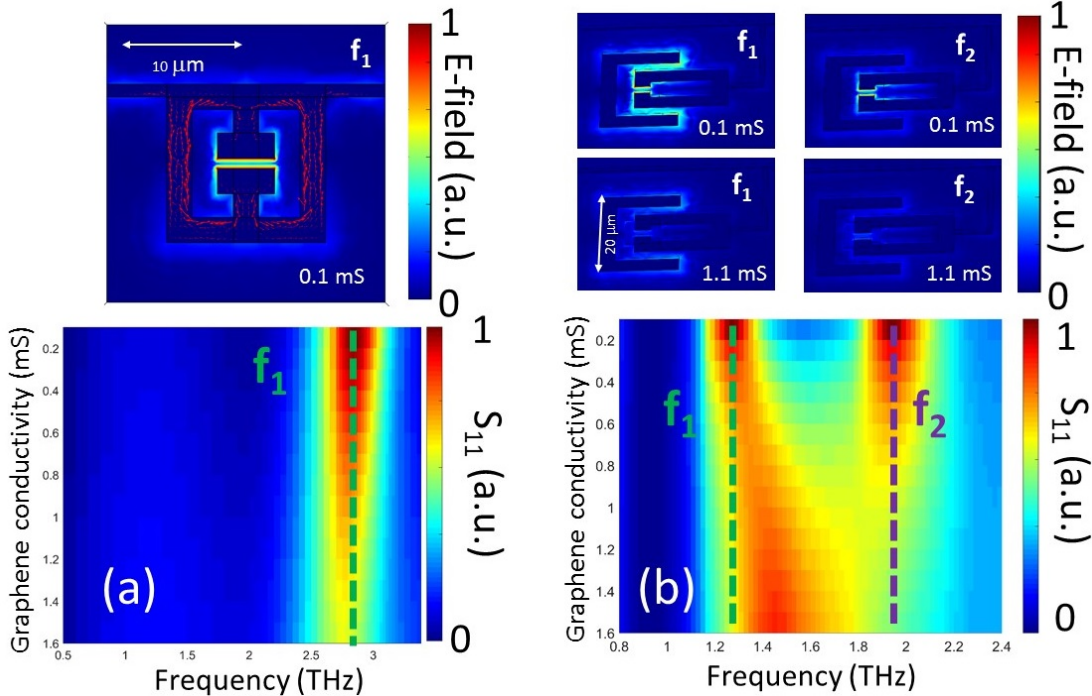 1
f1
10 μm
0.1 mS
0
E-field (a.u.)
f1
0.1 mS
f2
0.1 mS
f1
20 μm
1.1 mS
f2
1.1 mS
1
0
E-field (a.u.)
Graphene conductivity (mS)
0.2
0.4
0.6
0.8
1
1.2
1.4
1.6
f1
(a)
0.5
1
1.5
2
2.5
3
Frequency (THz)
1
0
S11 (a.u.)
Graphene conductivity (mS)
0.2
0.4
0.6
0.8
1
1.2
1.4
1.6
f1
f2
(b)
0.8
1
1.2
1.4
1.6
1.8
2
2.2
2.4
Frequency (THz)
1
0
S11 (a.u.)